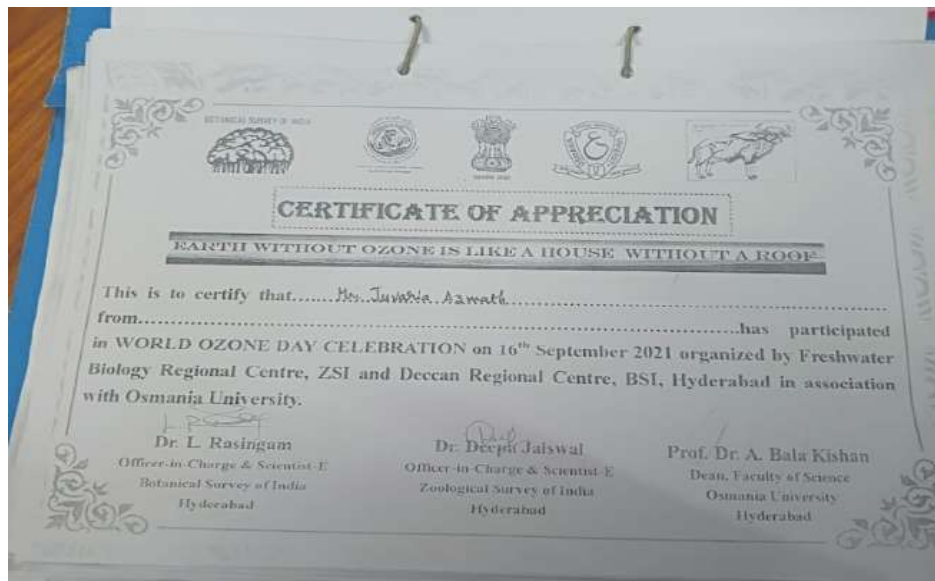 BOTANICAL SURVEY OF INDIA
CERTIFICATE OF APPRECIATION
EARTH WITHOUT OZONE IS LIKE A HOUSE WITHOUT A ROOF
This is to certify that......Mrs. Juvaria Azmath......
from......has participated
in WORLD OZONE DAY CELEBRATION on 16th September 2021 organized by Freshwater
Biology Regional Centre, ZSI and Deccan Regional Centre, BSI, Hyderabad in association
with Osmania University.
Dr. L. Rasingam
Officer-in-Charge & Scientist-E
Botanical Survey of India
Hyderabad
Dr. Deepa Jaiswal
Officer-in-Charge & Scientist-E
Zoological Survey of India
Hyderabad
Prof. Dr. A. Bala Kishan
Dean, Faculty of Science
Osmania University
Hyderabad